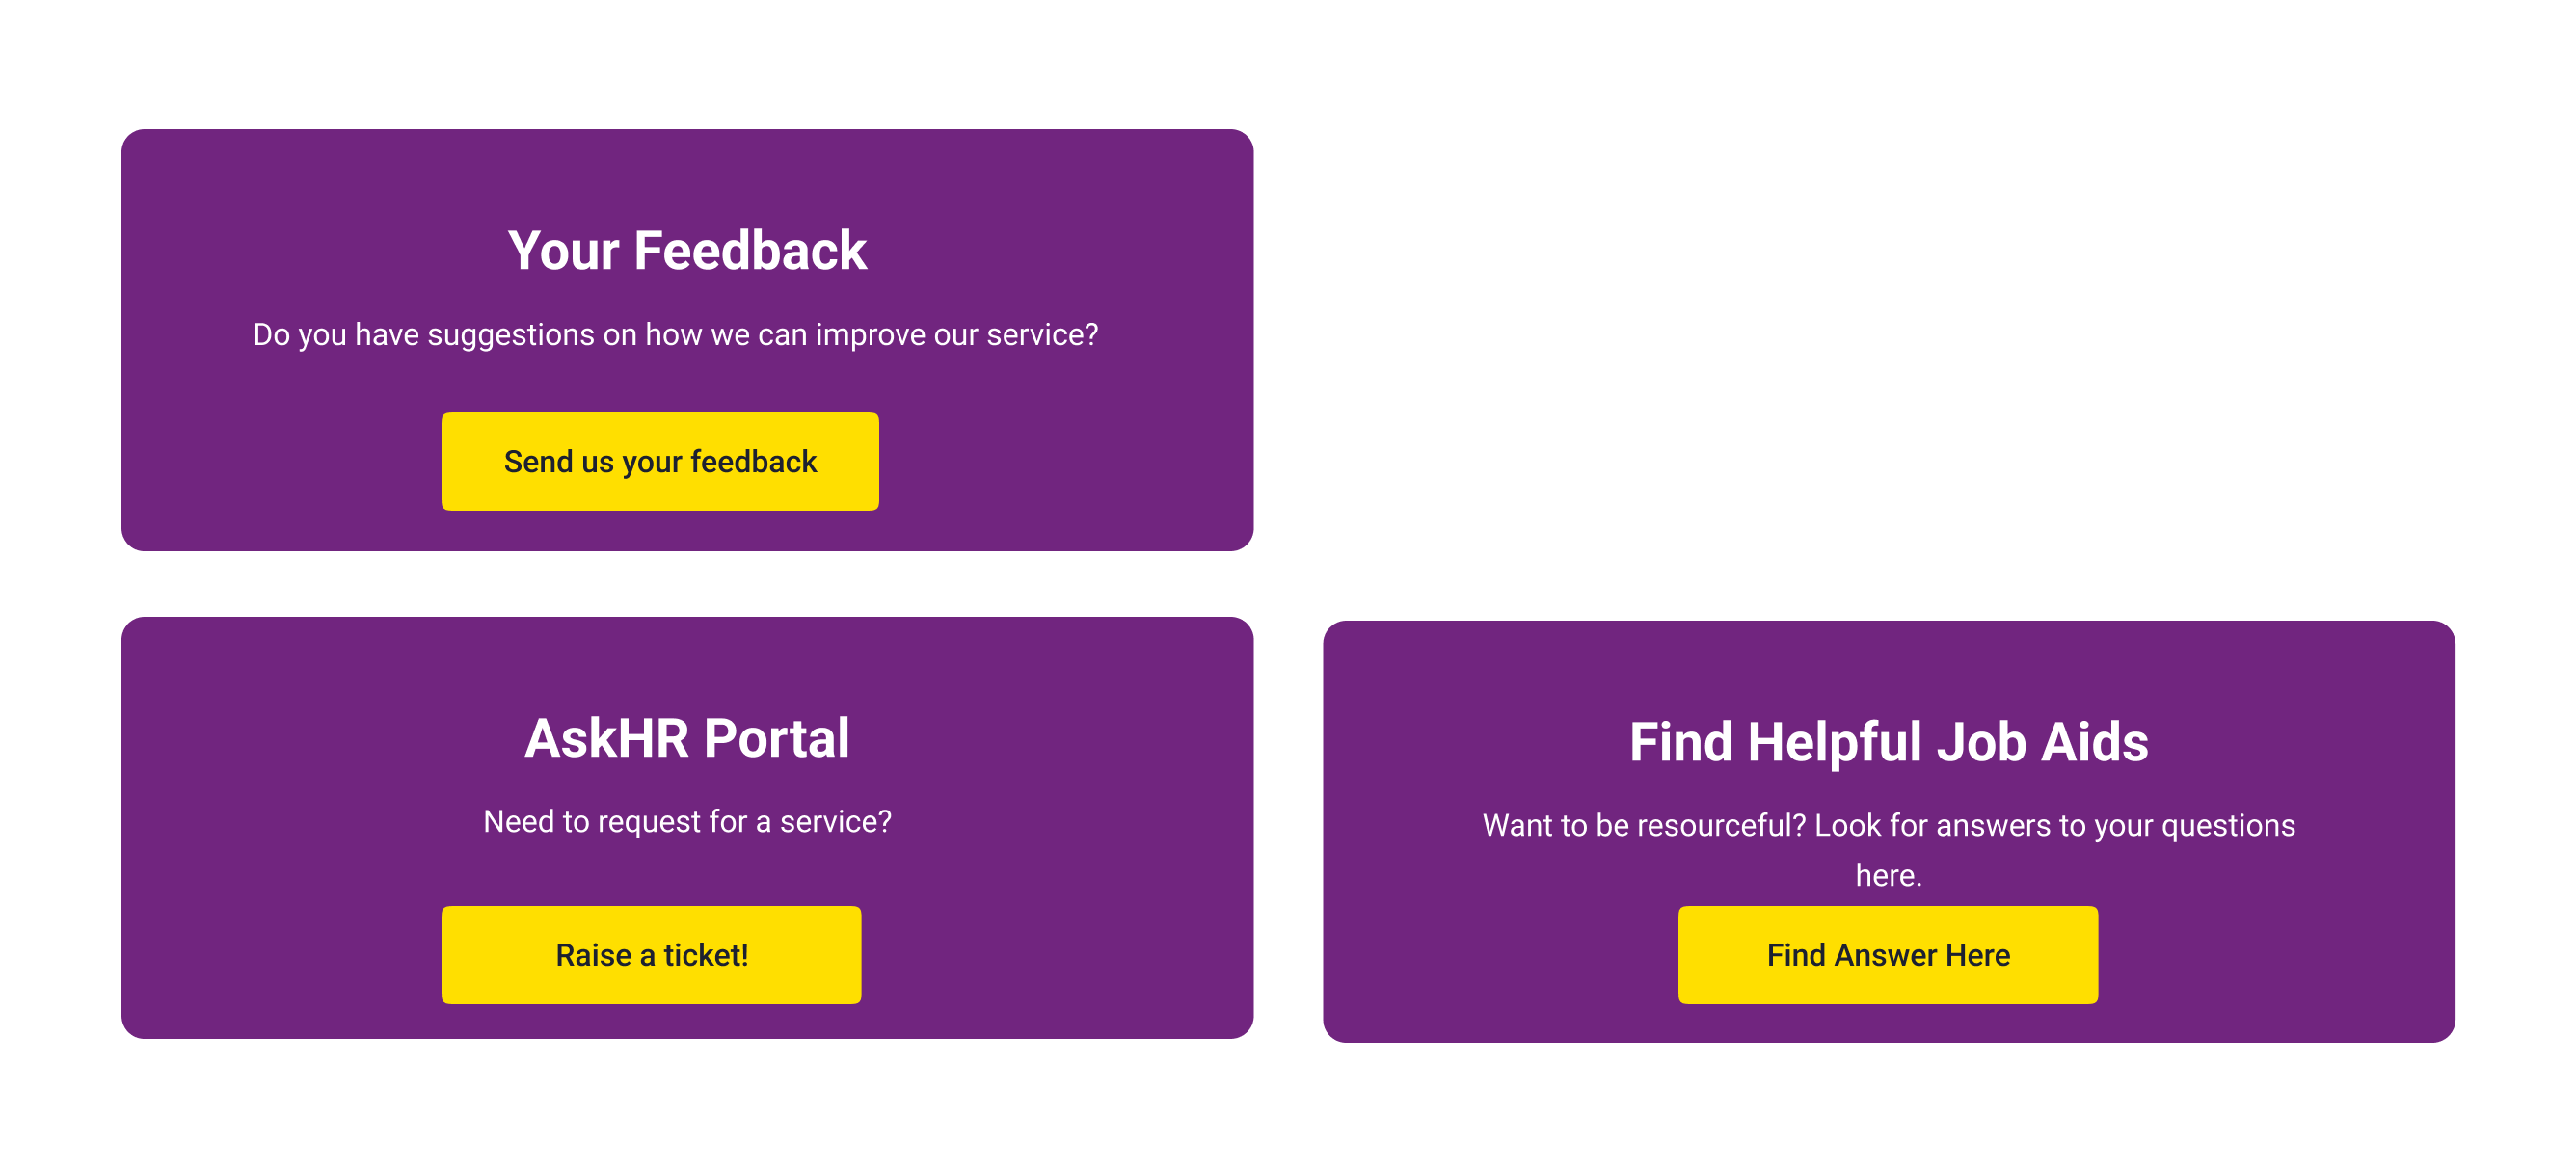 Your Feedback
Do you have suggestions on how we can improve our service?
Send us your feedback
AskHR Portal
Need to request for a service?
Raise a ticket!
Find Helpful Job Aids
Want to be resourceful? Look for answers to your questions
here.
Find Answer Here